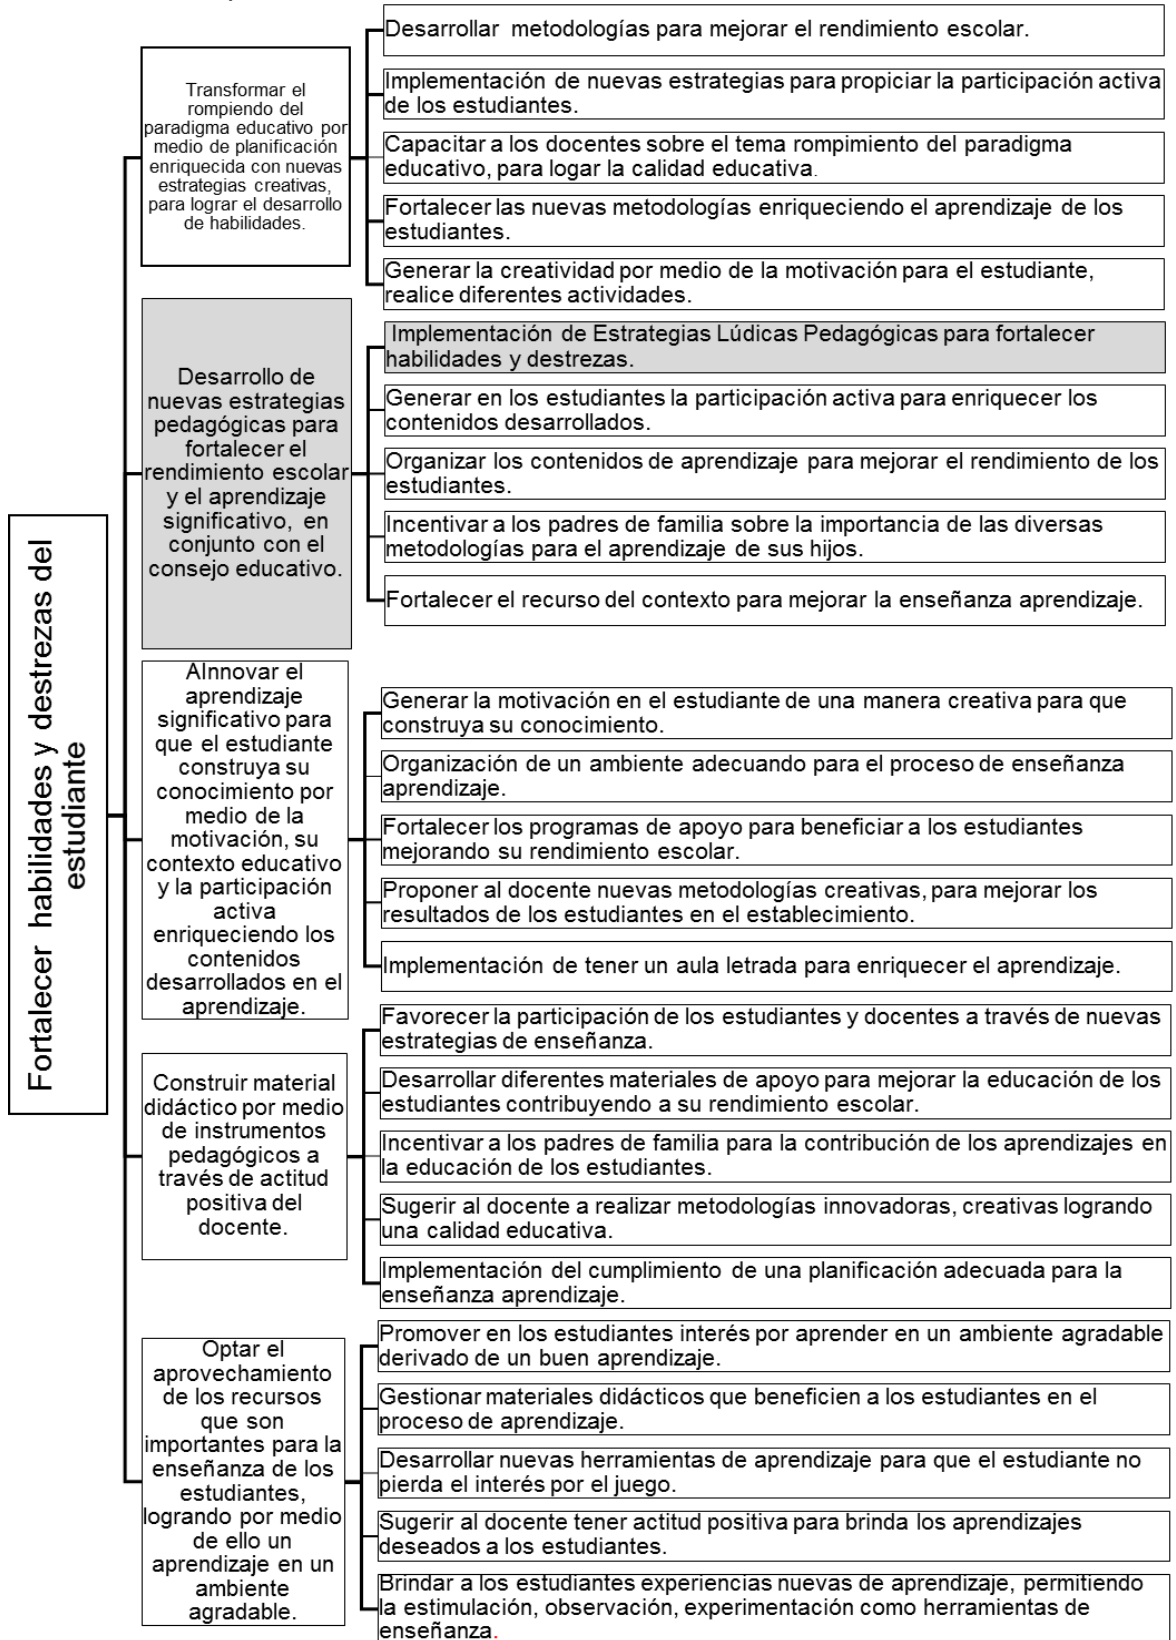 Fortalecer habilidades y destrezas del
estudiante
Transformar el
rompiendo del
paradigma educativo por
medio de planificación
enriquecida con nuevas
estrategias creativas,
para lograr el desarrollo
de habilidades.
Desarrollar metodologías para mejorar el rendimiento escolar.
Implementación de nuevas estrategias para propiciar la participación activa
de los estudiantes.
Capacitar a los docentes sobre el tema rompimiento del paradigma
educativo, para logar la calidad educativa.
Fortalecer las nuevas metodologías enriqueciendo el aprendizaje de los
estudiantes.
Generar la creatividad por medio de la motivación para el estudiante,
realice diferentes actividades.
Desarrollo de
nuevas estrategias
pedagógicas para
fortalecer el
rendimiento escolar
y el aprendizaje
significativo, en
conjunto con el
consejo educativo.
Implementación de Estrategias Lúdicas Pedagógicas para fortalecer
habilidades y destrezas.
Generar en los estudiantes la participación activa para enriquecer los
contenidos desarrollados.
Organizar los contenidos de aprendizaje para mejorar el rendimiento de los
estudiantes.
Incentivar a los padres de familia sobre la importancia de las diversas
metodologías para el aprendizaje de sus hijos.
Fortalecer el recurso del contexto para mejorar la enseñanza aprendizaje.
AInnovar el
aprendizaje
significativo para
que el estudiante
construya su
conocimiento por
medio de la
motivación, su
contexto educativo
y la participación
activa
enriqueciendo los
contenidos
desarrollados en el
aprendizaje.
Generar la motivación en el estudiante de una manera creativa para que
construya su conocimiento.
Organización de un ambiente adecuando para el proceso de enseñanza
aprendizaje.
Fortalecer los programas de apoyo para beneficiar a los estudiantes
mejorando su rendimiento escolar.
Proponer al docente nuevas metodologías creativas, para mejorar los
resultados de los estudiantes en el establecimiento.
Implementación de tener un aula letrada para enriquecer el aprendizaje.
Construir material
didáctico por medio
de instrumentos
pedagógicos a
través de actitud
positiva del
docente.
Favorecer la participación de los estudiantes y docentes a través de nuevas
estrategias de enseñanza.
Desarrollar diferentes materiales de apoyo para mejorar la educación de los
estudiantes contribuyendo a su rendimiento escolar.
Incentivar a los padres de familia para la contribución de los aprendizajes en
la educación de los estudiantes.
Sugerir al docente a realizar metodologías innovadoras, creativas logrando
una calidad educativa.
Implementación del cumplimiento de una planificación adecuada para la
enseñanza aprendizaje.
Optar el
aprovechamiento
de los recursos
que son
importantes para la
enseñanza de los
estudiantes,
logrando por medio
de ello un
aprendizaje en un
ambiente
agradable.
Promover en los estudiantes interés por aprender en un ambiente agradable
derivado de un buen aprendizaje.
Gestionar materiales didácticos que beneficien a los estudiantes en el
proceso de aprendizaje.
Desarrollar nuevas herramientas de aprendizaje para que el estudiante no
pierda el interés por el juego.
Sugerir al docente tener actitud positiva para brinda los aprendizajes
deseados a los estudiantes.
Brindar a los estudiantes experiencias nuevas de aprendizaje, permitiendo
la estimulación, observación, experimentación como herramientas de
enseñanza.